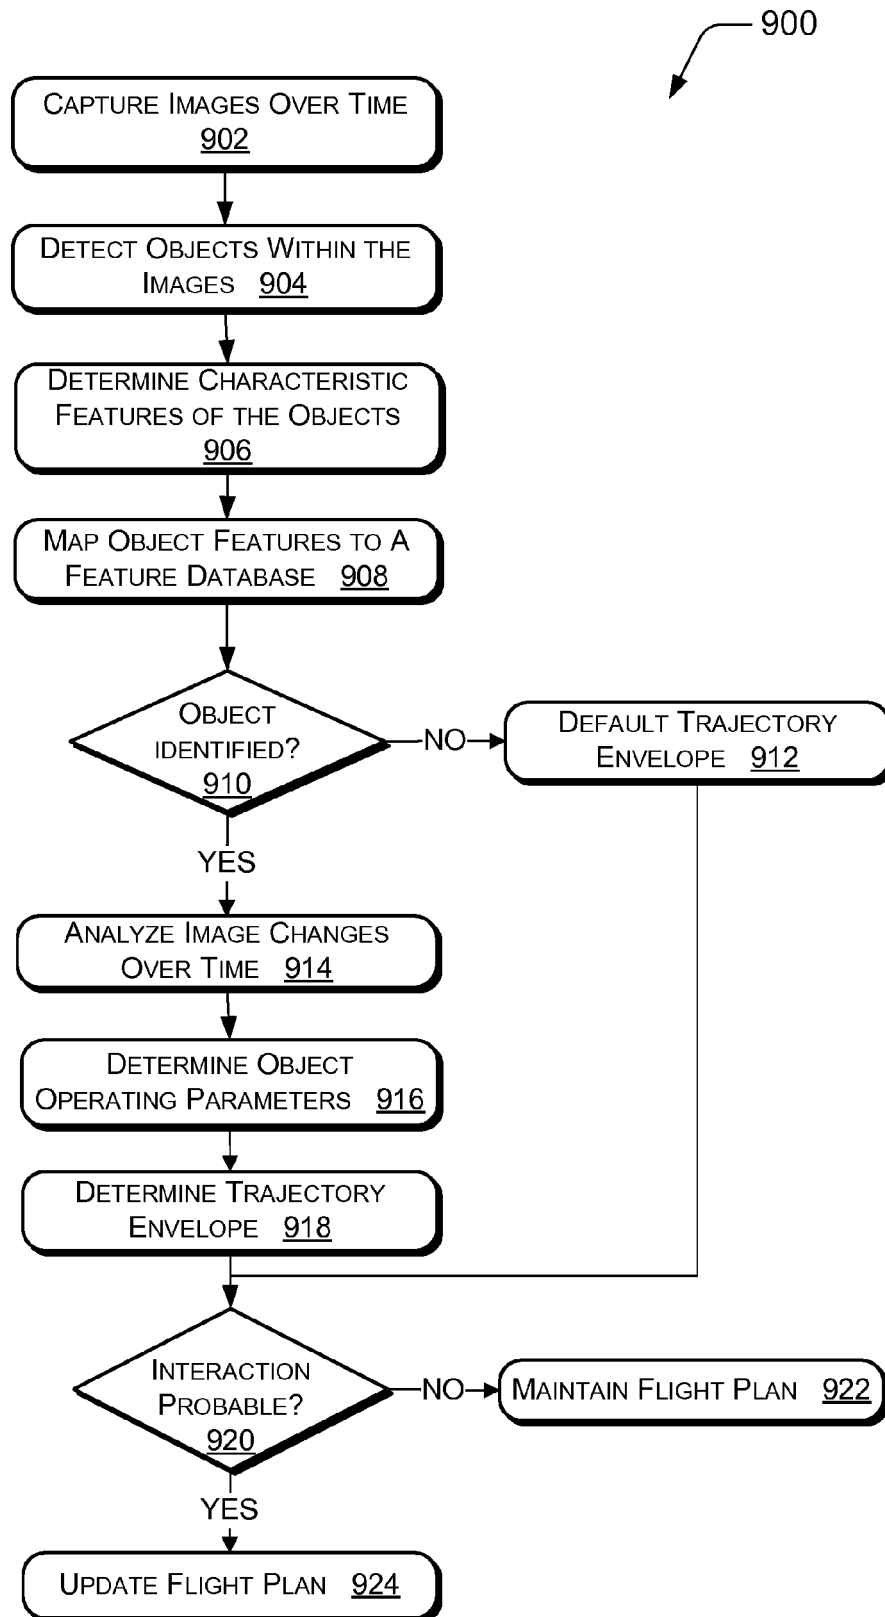 900
CAPTURE IMAGES OVER TIME
902
DETECT OBJECTS WITHIN THE
IMAGES 904
DETERMINE CHARACTERISTIC
FEATURES OF THE OBJECTS
906
MAP OBJECT FEATURES TO A
FEATURE DATABASE 908
OBJECT
IDENTIFIED?
910
NO
DEFAULT TRAJECTORY
ENVELOPE 912
YES
ANALYZE IMAGE CHANGES
OVER TIME 914
DETERMINE OBJECT
OPERATING PARAMETERS 916
DETERMINE TRAJECTORY
ENVELOPE 918
INTERACTION
PROBABLE?
920
NO
MAINTAIN FLIGHT PLAN 922
YES
UPDATE FLIGHT PLAN 924